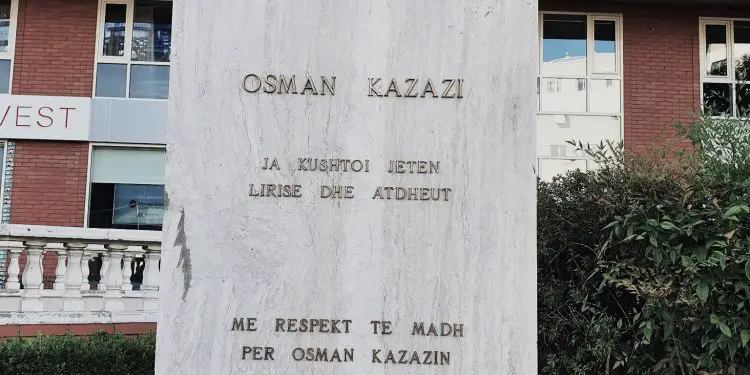 VEST
OSMAN KAZAZI
JA KUSHTOI JETEN
LIRISE DHE ATDHEUT
ME RESPEKT TE MADH
PER OSMAN KAZAZIN